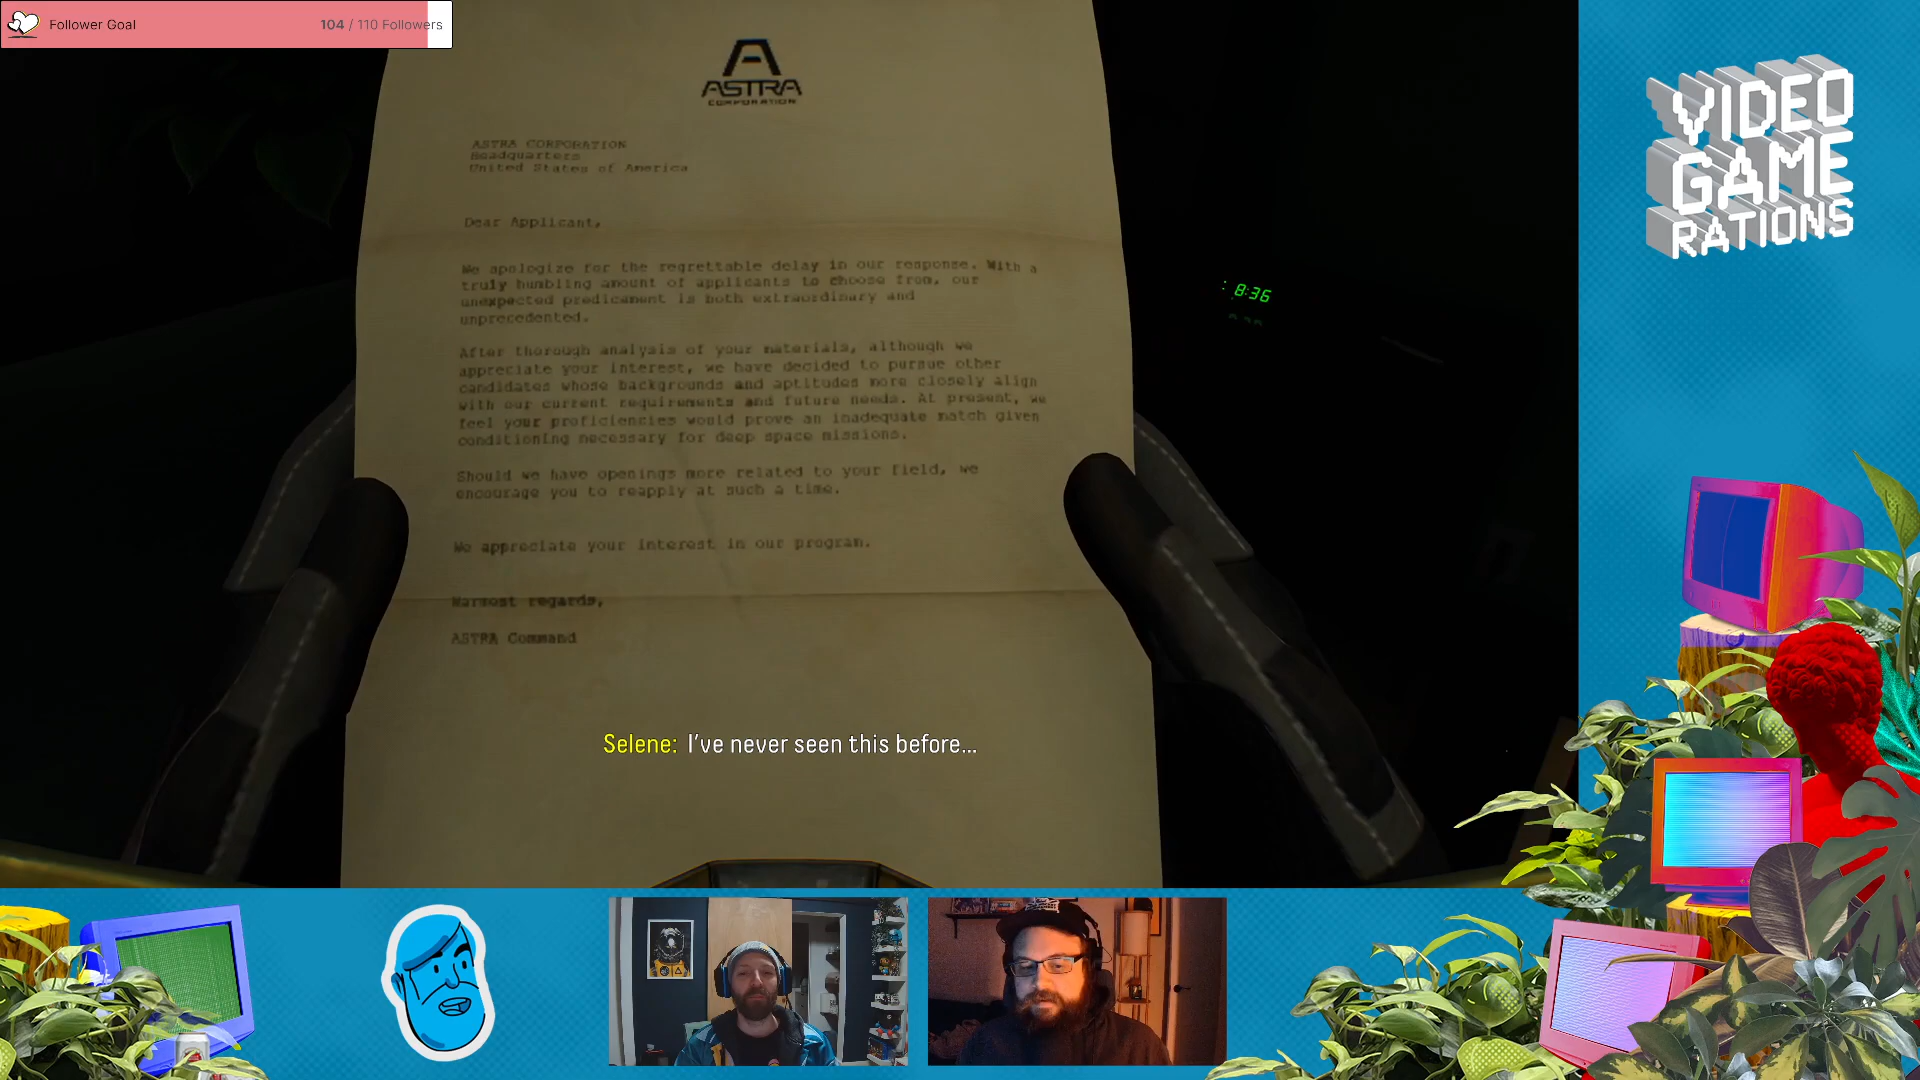 Follower Goal
104 / 110 Followers
ASTRA
CORPORATION
ASTRA CORPORATION
Headquarters
United States of America
Dear Applicant,
We apologize for the regrettable delay in our response. With a
truly humbling amount of applicants to choose from, our
unexpected predicament is both extraordinary and
unprecedented.
After thorough analysis of your materials, although we
appreciate your interest, we have decided to pursue other
candidates whose backgrounds and aptitudes more closely align
with our current requirements and future needs. At present, we
feel your proficiencies would prove an inadequate match given
conditioning necessary for deep space missions.
Should we have openings more related to your field, we
encourage you to reapply at such a time.
We appreciate your interest in our program.
Warmost regards,
ASTRA Command
Selene: I've never seen this before...
:8:36
VIDEO
GAME
RATIONS